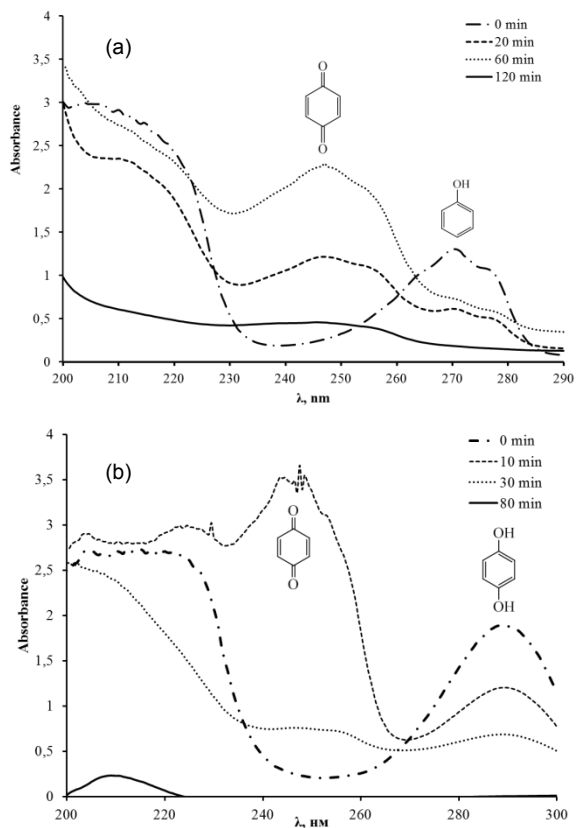 (a)
0 min
20 min
60 min
120 min
Absorbance
4
3,5
3
2,5
2
1,5
1
0,5
0
O
O
OH
200 210 220 230 240 250 260 270 280 290
λ, nm
(b)
0 min
10 min
30 min
80 min
Absorbance
4
3,5
3
2,5
2
1,5
1
0,5
0
O
O
OH
OH
200 220 240 260 280 300
λ, нм